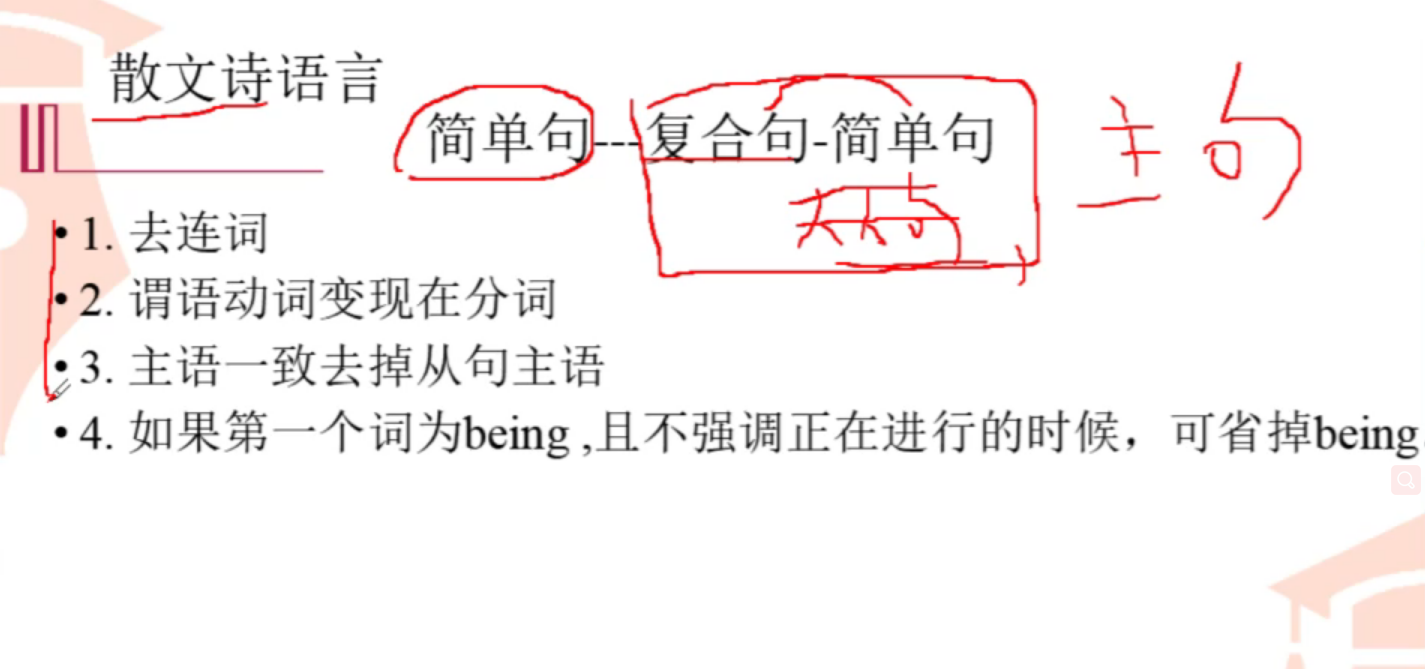 散文诗语言
简单句---复合句-简单句
主句
• 1. 去连词
• 2. 谓语动词变现在分词
• 3. 主语一致去掉从句主语
• 4. 如果第一个词为being ,且不强调正在进行的时候，可省掉being